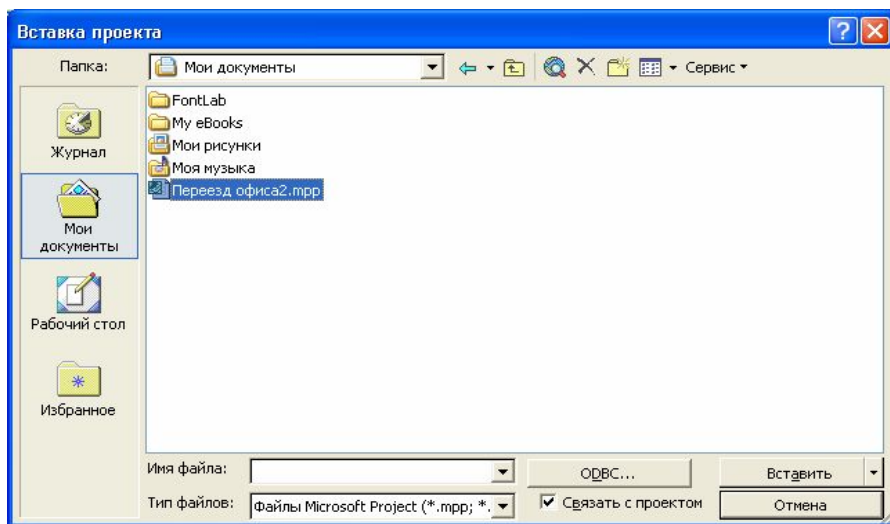 Вставка проекта
Папка:
Мои документы
Сервис
FontLab
My eBooks
Мои рисунки
Моя музыка
Переезд офиса2.mpp
Журнал
Мои
документы
Рабочий стол
Избранное
Имя файла:
ODBC...
Вставить
Тип файлов:
Файлы Microsoft Project (*.mpp; *.
Связать с проектом
Отмена